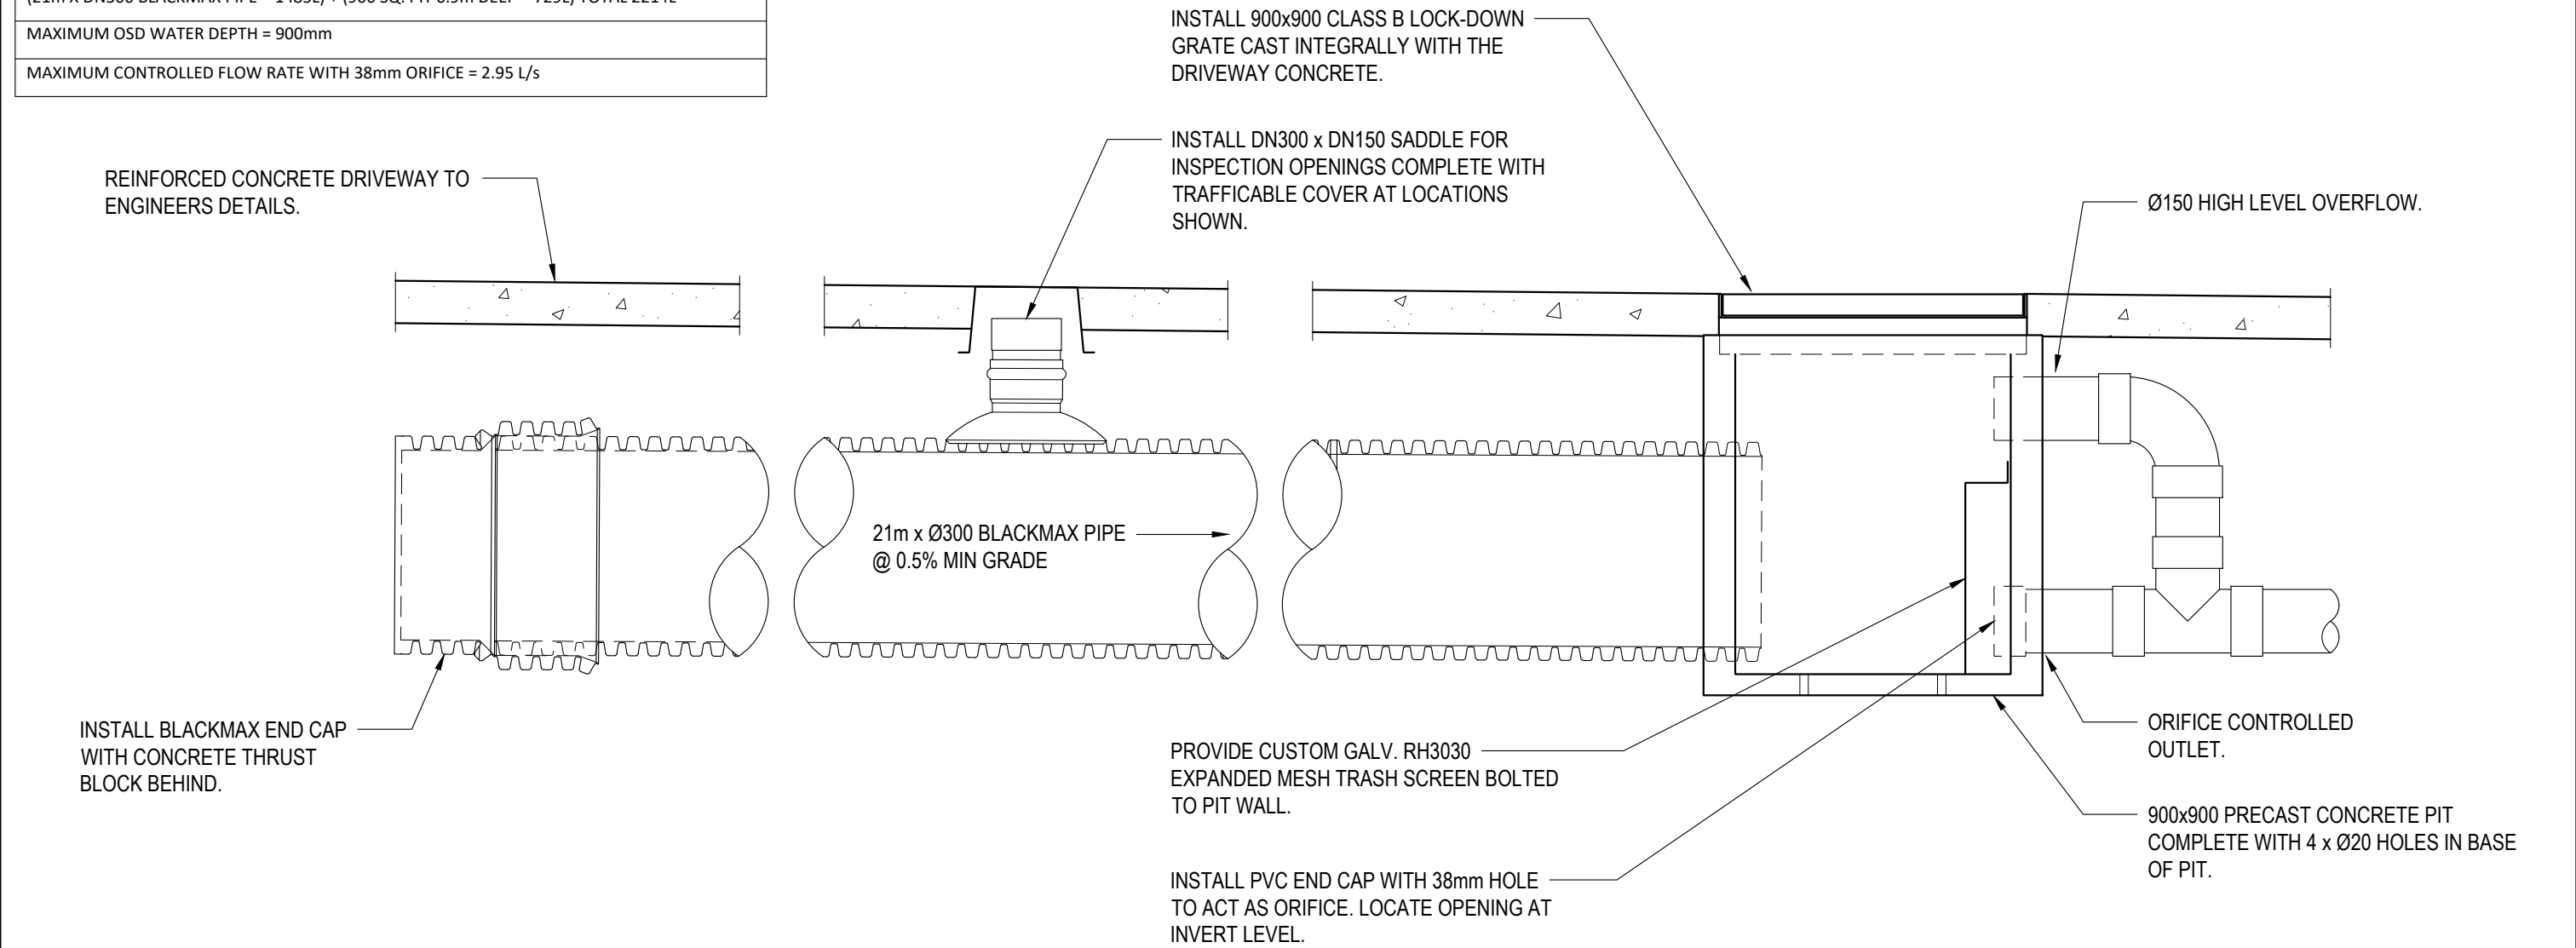 MAXIMUM OSD WATER DEPTH = 900mm
MAXIMUM CONTROLLED FLOW RATE WITH 38mm ORIFICE = 2.95 L/s
INSTALL 900x900 CLASS B LOCK-DOWN
GRATE CAST INTEGRALLY WITH THE
DRIVEWAY CONCRETE.
INSTALL DN300 x DN150 SADDLE FOR
INSPECTION OPENINGS COMPLETE WITH
TRAFFICABLE COVER AT LOCATIONS
SHOWN.
REINFORCED CONCRETE DRIVEWAY TO
ENGINEERS DETAILS.
Ø150 HIGH LEVEL OVERFLOW.
21m x Ø300 BLACKMAX PIPE
@ 0.5% MIN GRADE
INSTALL BLACKMAX END CAP
WITH CONCRETE THRUST
BLOCK BEHIND.
PROVIDE CUSTOM GALV. RH3030
EXPANDED MESH TRASH SCREEN BOLTED
TO PIT WALL.
INSTALL PVC END CAP WITH 38mm HOLE
TO ACT AS ORIFICE. LOCATE OPENING AT
INVERT LEVEL.
ORIFICE CONTROLLED
OUTLET.
900x900 PRECAST CONCRETE PIT
COMPLETE WITH 4 x Ø20 HOLES IN BASE
OF PIT.